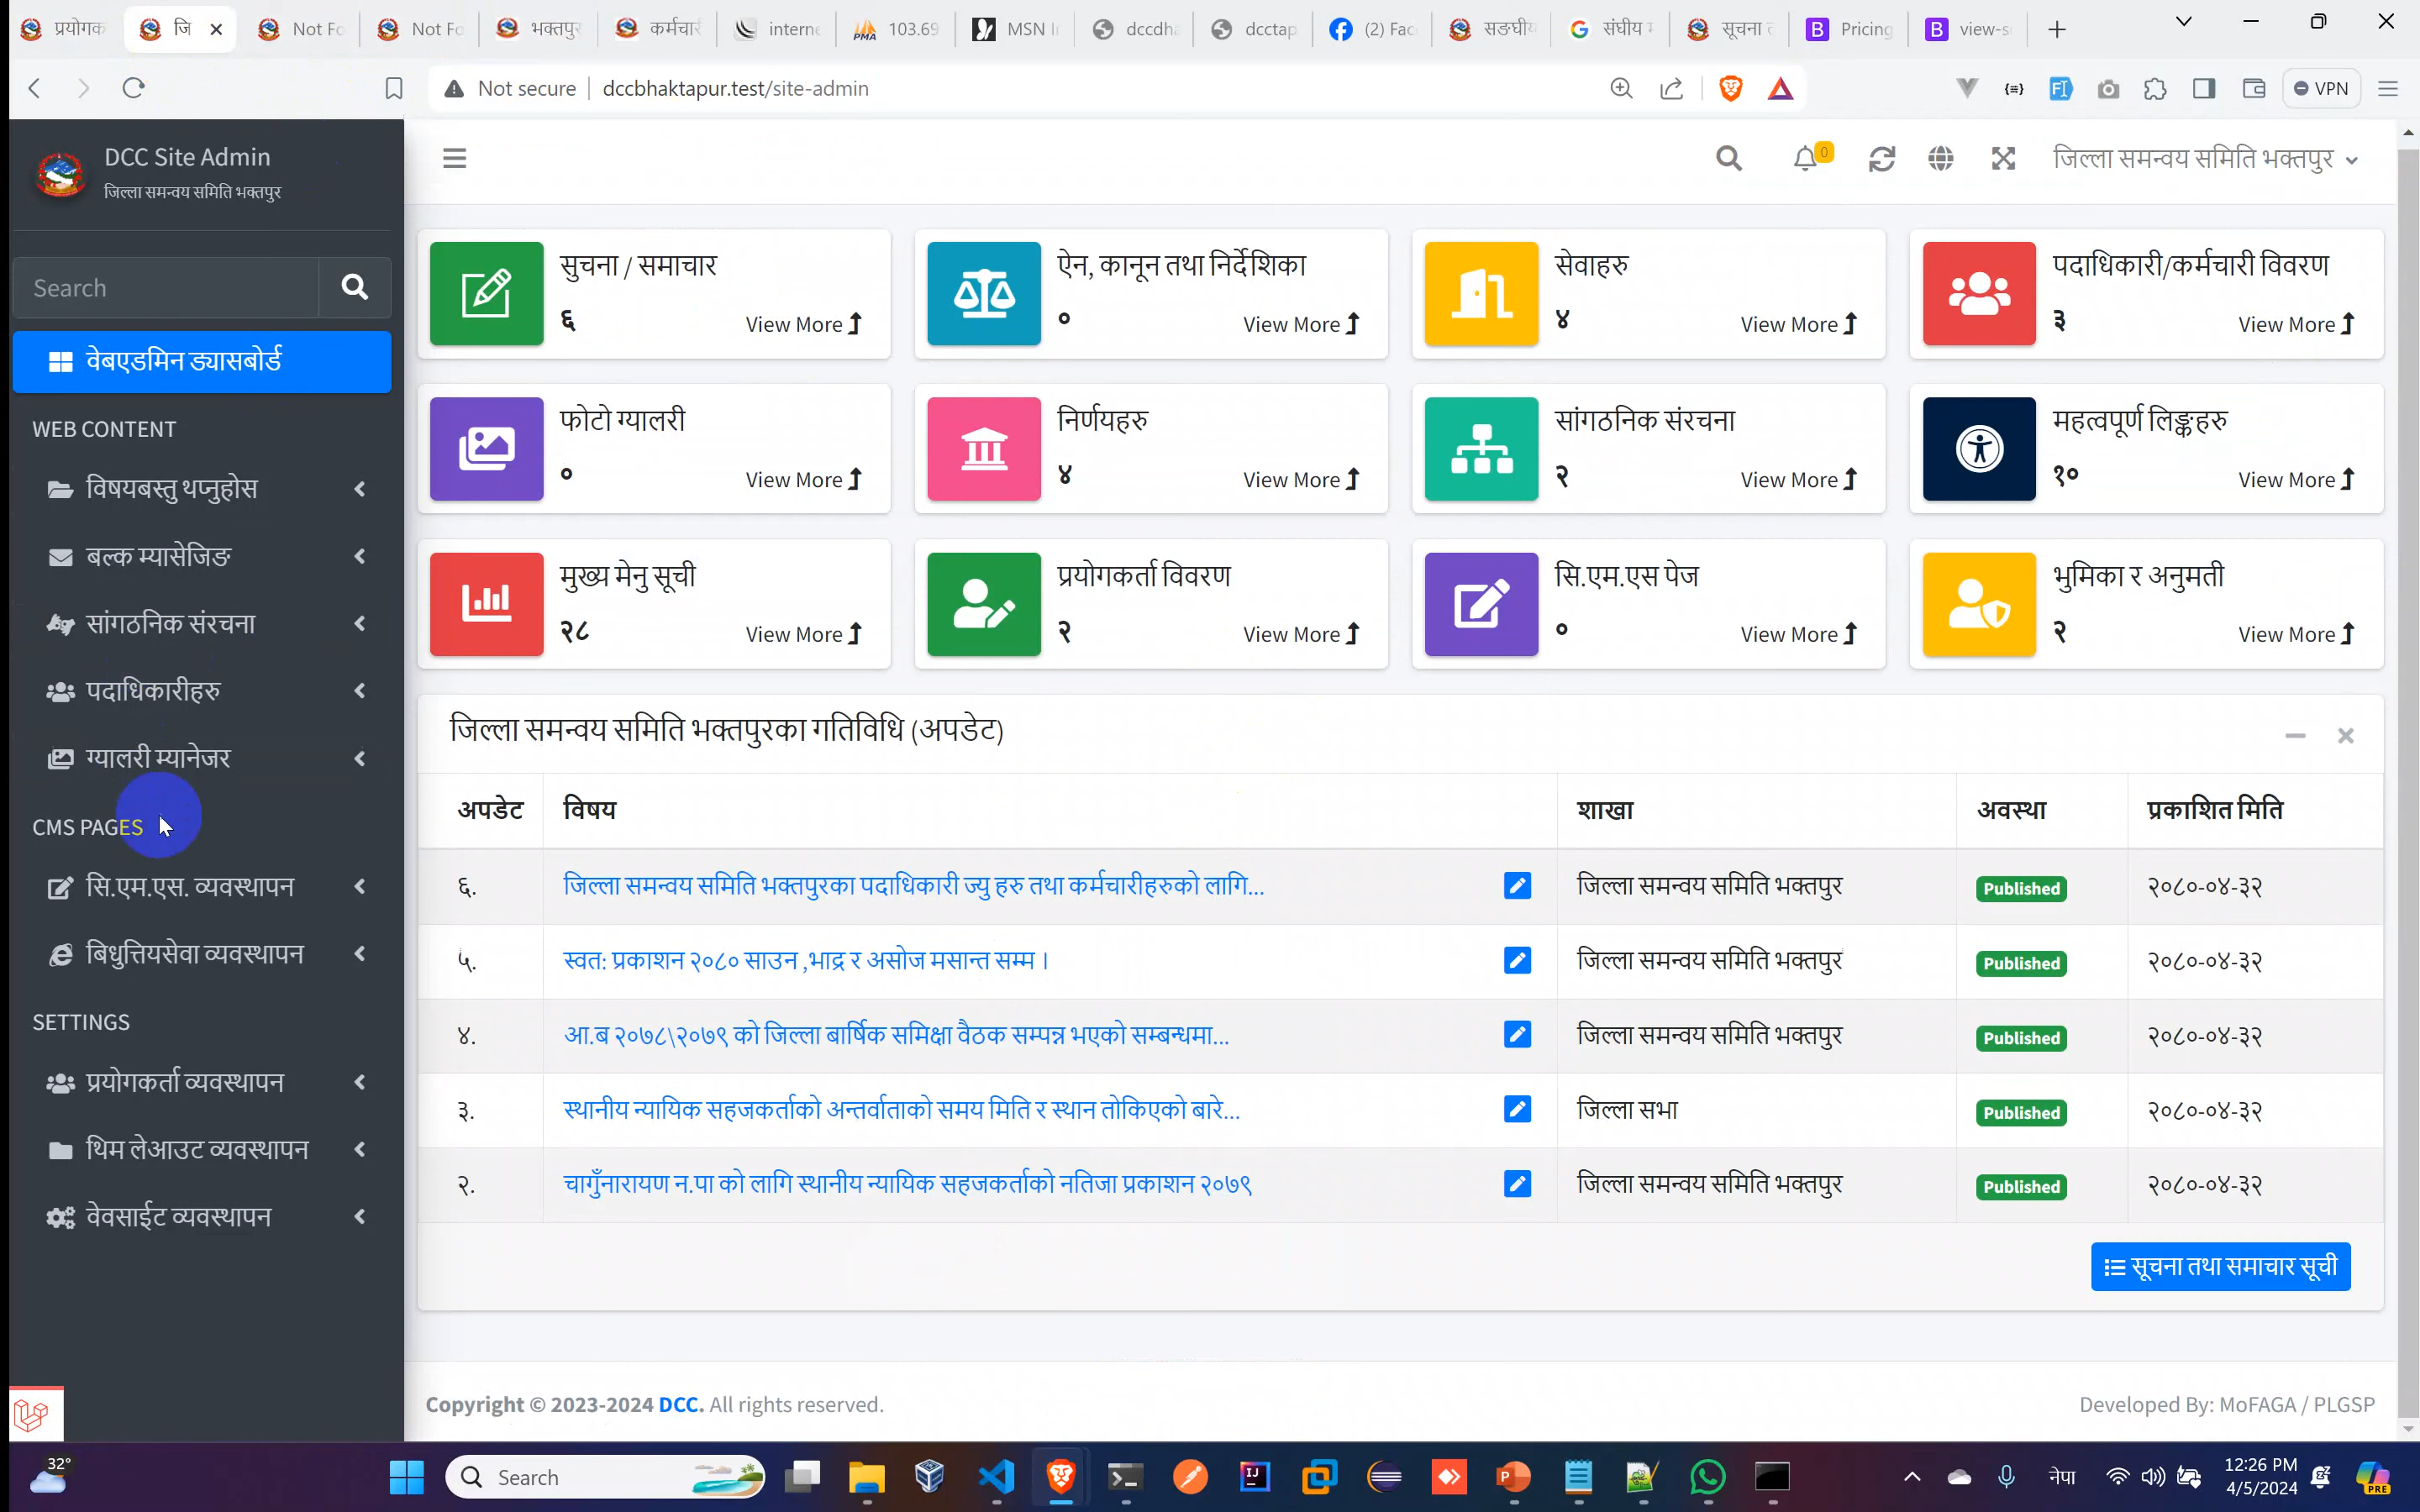 प्रयोगक
जि
Not Fo
Not Fo
भक्तपुर
कर्मचारी
interne
103.69
MSN I
dccdha
dcctap
(2) Fac
सङघीय
संघीय
सूचना
Pricing
view-s
Not secure
dccbhaktapur.test/site-admin
VPN
DCC Site Admin
जिल्ला समन्वय समिति भक्तपुर
0
जिल्ला समन्वय समिति भक्तपुर
Search
वेबएडमिन ड्यासबोर्ड
WEB CONTENT
विषयबस्तु थप्नुहोस
बल्क म्यासेजिङ
सांगठनिक संरचना
पदाधिकारीहरु
ग्यालरी म्यानेजर
CMS PAGES
सि.एम.एस. व्यवस्थापन
बिधुत्तियसेवा व्यवस्थापन
SETTINGS
प्रयोगकर्ता व्यवस्थापन
थिम लेआउट व्यवस्थापन
वेवसाईट व्यवस्थापन
सुचना / समाचार
६ View More
ऐन, कानून तथा निर्देशिका
० View More
सेवाहरु
४ View More
पदाधिकारी/कर्मचारी विवरण
३ View More
फोटो ग्यालरी
० View More
निर्णयहरु
४ View More
सांगठनिक संरचना
२ View More
महत्वपूर्ण लिङ्कहरु
१० View More
मुख्य मेनु सूची
२८ View More
प्रयोगकर्ता विवरण
२ View More
सि.एम.एस पेज
० View More
भुमिका र अनुमती
२ View More
जिल्ला समन्वय समिति भक्तपुरका गतिविधि (अपडेट)
अपडेट विषय शाखा अवस्था प्रकाशित मिति
६. जिल्ला समन्वय समिति भक्तपुरका पदाधिकारी ज्यु हरु तथा कर्मचारीहरुको लागि... जिल्ला समन्वय समिति भक्तपुर Published २०८०-०४-३२
५. स्वत: प्रकाशन २०८० साउन ,भाद्र र असोज मसान्त सम्म । जिल्ला समन्वय समिति भक्तपुर Published २०८०-०४-३२
४. आ.ब २०७८\२०७९ को जिल्ला बार्षिक समिक्षा वैठक सम्पन्न भएको सम्बन्धमा... जिल्ला समन्वय समिति भक्तपुर Published २०८०-०४-३२
३. स्थानीय न्यायिक सहजकर्ताको अन्तर्वाताको समय मिति र स्थान तोकिएको बारे... जिल्ला सभा Published २०८०-०४-३२
२. चागुँनारायण न.पा को लागि स्थानीय न्यायिक सहजकर्ताको नतिजा प्रकाशन २०७९ जिल्ला समन्वय समिति भक्तपुर Published २०८०-०४-३२
सूचना तथा समाचार सूची
Copyright © 2023-2024 DCC. All rights reserved.
Developed By: MoFAGA / PLGSP
32°
Search
नेपा
12:26 PM
4/5/2024
PRE